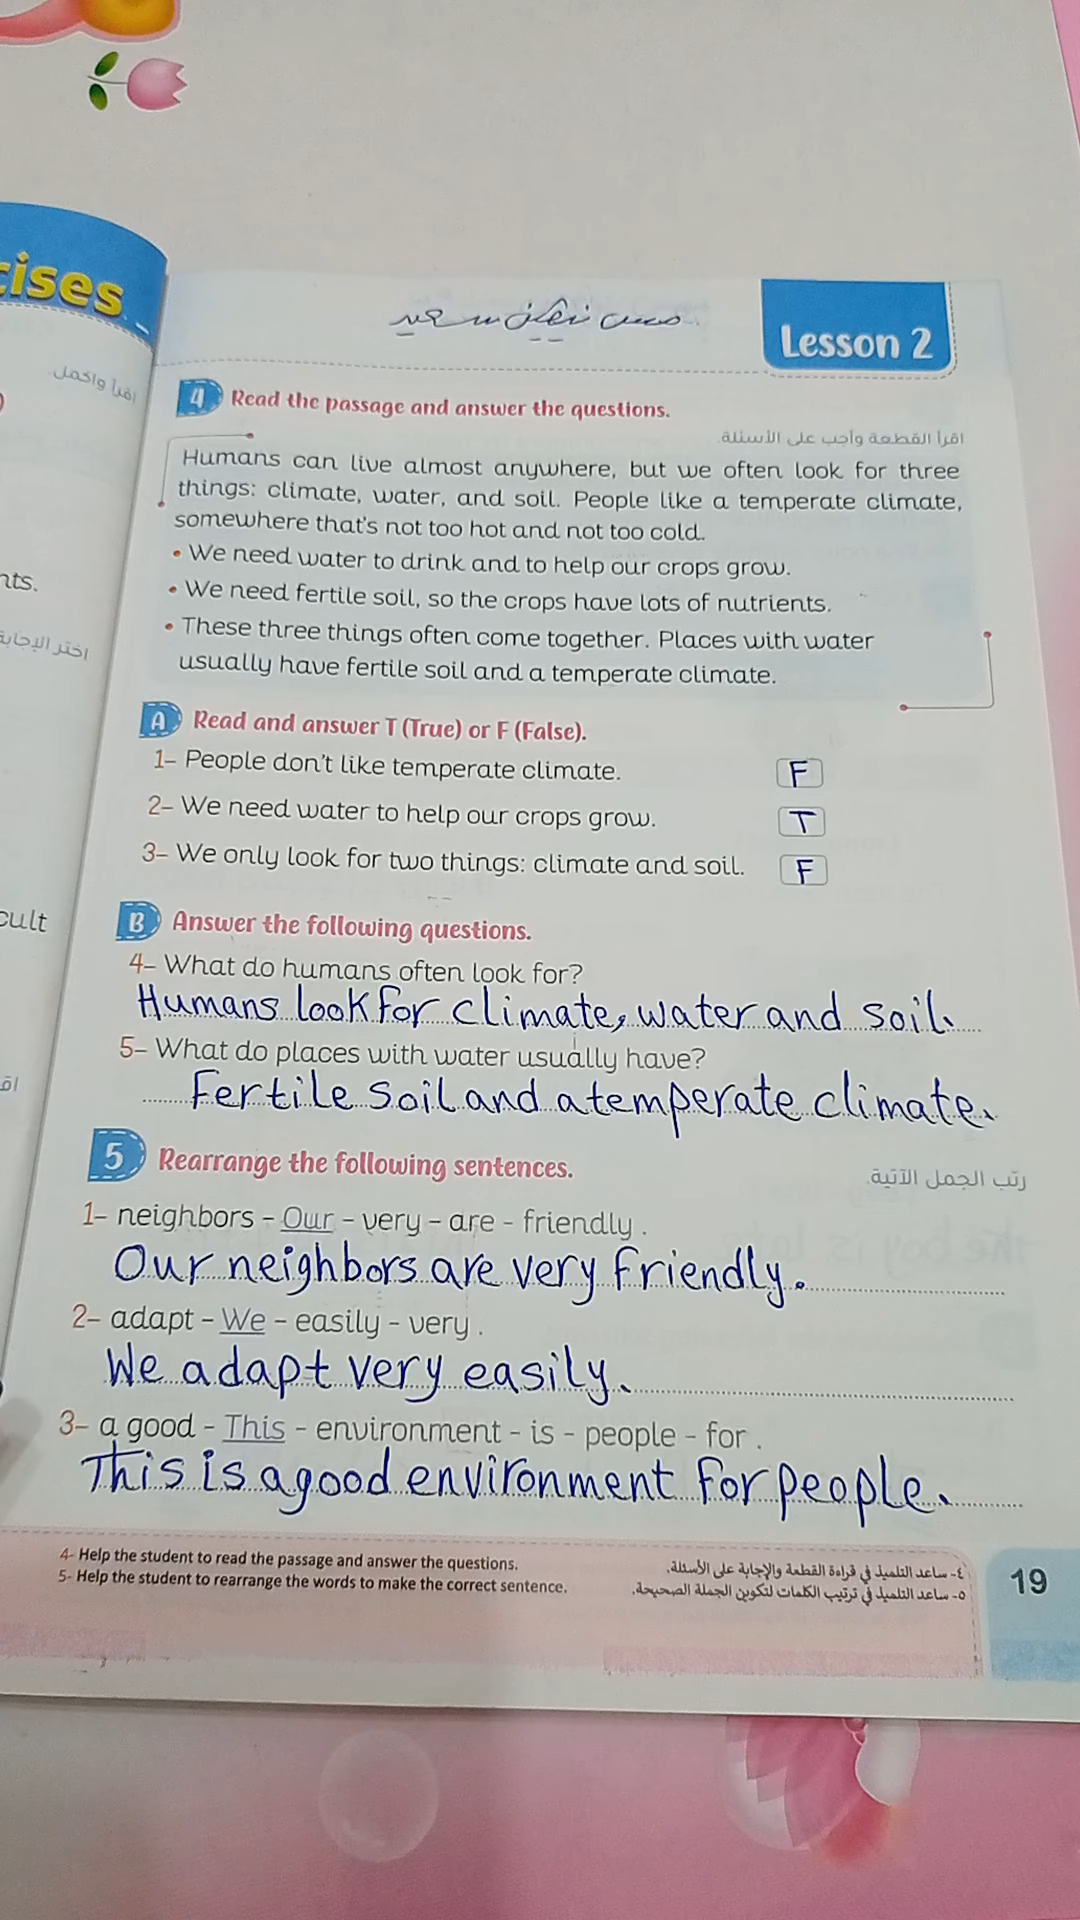 cises
Lesson 2
اقرأ وأكمل
4 Read the passage and answer the questions.
اقرأ القطعة وأجب على الأسئلة.
Humans can live almost anywhere, but we often look for three
things: climate, water, and soil. People like a temperate climate,
somewhere that's not too hot and not too cold.
• We need water to drink and to help our crops grow.
• We need fertile soil, so the crops have lots of nutrients.
• These three things often come together. Places with water
usually have fertile soil and a temperate climate.
nts.
اختر الإجابة
A Read and answer T (True) or F (False).
1- People don't like temperate climate. F
2- We need water to help our crops grow. T
3- We only look for two things: climate and soil. F
cult
B Answer the following questions.
4- What do humans often look for?
Humans look for climate, water and soil.
5- What do places with water usually have?
Fertile soil and a temperate climate.
5 Rearrange the following sentences.
رتب الجمل الآتية.
1- neighbors - Our - very - are - friendly .
Our neighbors are very friendly.
2- adapt - We - easily - very .
We adapt very easily.
3- a good - This - environment - is - people - for .
This is a good environment for people.
4- Help the student to read the passage and answer the questions.
5- Help the student to rearrange the words to make the correct sentence.
٤- ساعد التلميذ في قراءة القطعة والإجابة على الأسئلة.
٥- ساعد التلميذ في ترتيب الكلمات لتكوين الجملة الصحيحة.
19